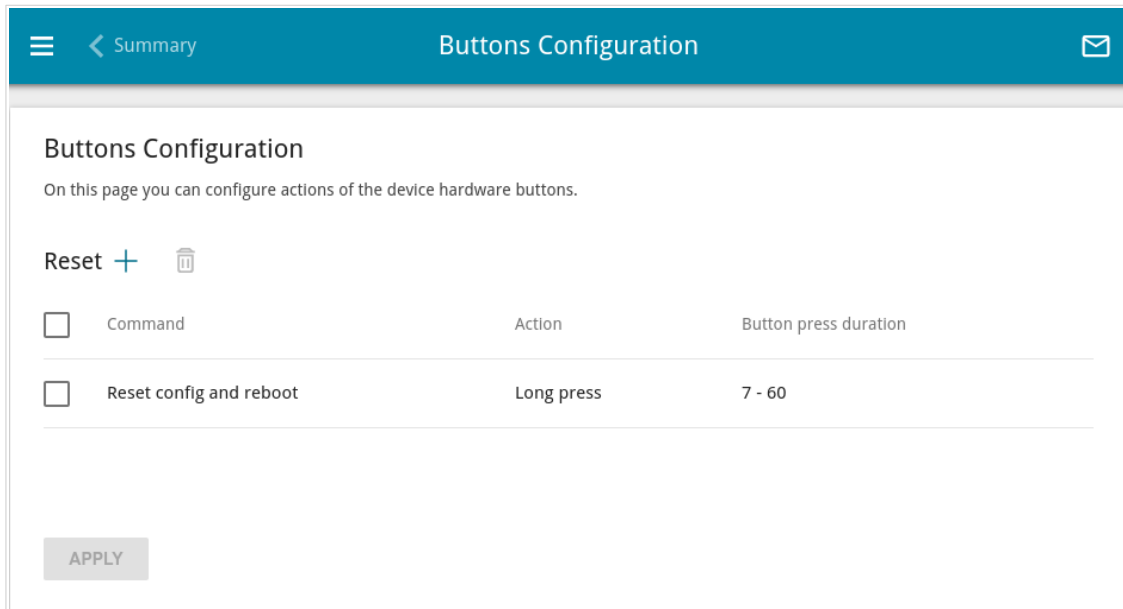 Summary
Buttons Configuration
Buttons Configuration
On this page you can configure actions of the device hardware buttons.
Reset
Command Action Button press duration
Reset config and reboot Long press 7 - 60
APPLY